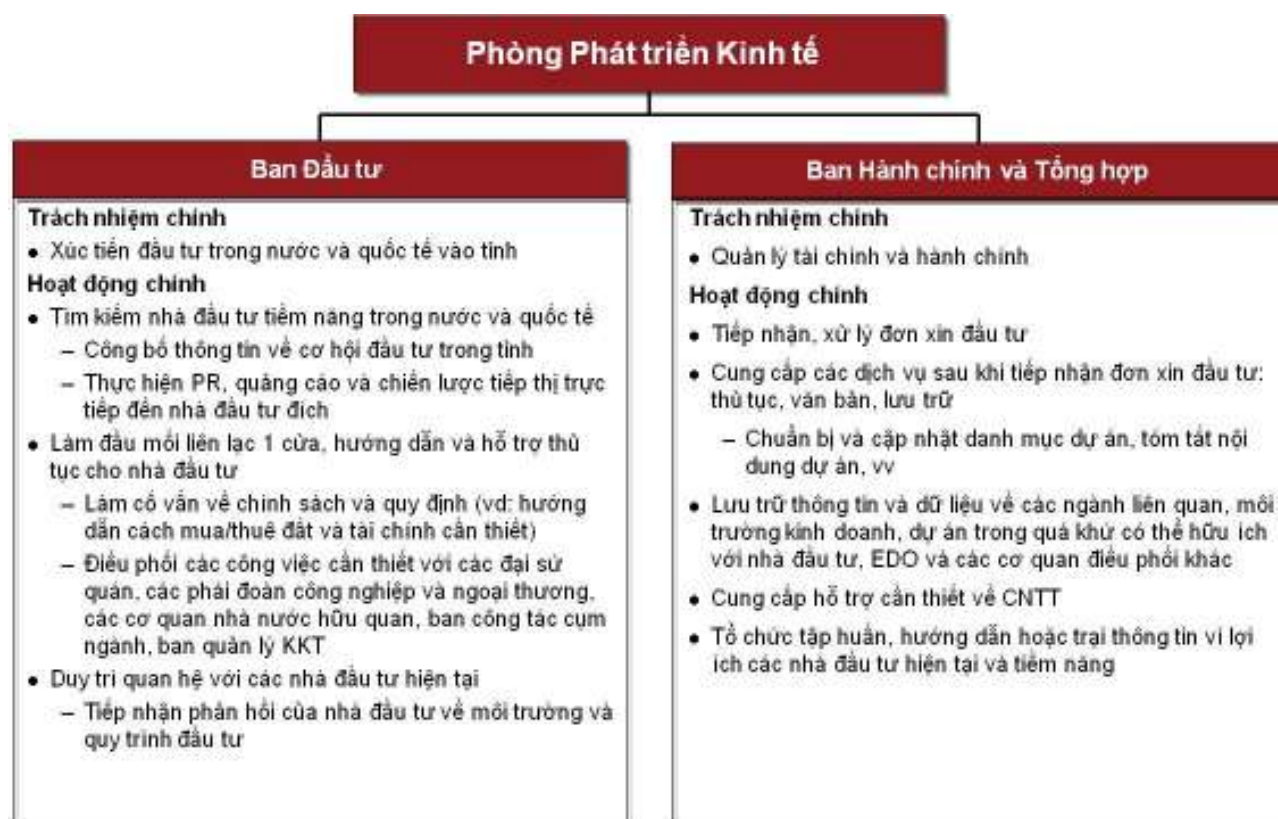 Phòng Phát triển Kinh tế
Ban Đầu tư
Trách nhiệm chính
• Xúc tiến đầu tư trong nước và quốc tế vào tỉnh
Hoạt động chính
• Tìm kiếm nhà đầu tư tiềm năng trong nước và quốc tế
– Công bố thông tin về cơ hội đầu tư trong tỉnh
– Thực hiện PR, quảng cáo và chiến lược tiếp thị trực
tiếp đến nhà đầu tư đích
• Làm đầu mối liên lạc 1 cửa, hướng dẫn và hỗ trợ thủ
tục cho nhà đầu tư
– Làm cố vấn về chính sách và quy định (vd: hướng
dẫn cách mua/thuê đất và tài chính cần thiết)
– Điều phối các công việc cần thiết với các đại sứ
quán, các phái đoàn công nghiệp và ngoại thương,
các cơ quan nhà nước hữu quan, ban công tác cụm
ngành, ban quản lý KKT
• Duy trì quan hệ với các nhà đầu tư hiện tại
– Tiếp nhận phản hồi của nhà đầu tư về môi trường và
quy trình đầu tư
Ban Hành chính và Tổng hợp
Trách nhiệm chính
• Quản lý tài chính và hành chính
Hoạt động chính
• Tiếp nhận, xử lý đơn xin đầu tư
• Cung cấp các dịch vụ sau khi tiếp nhận đơn xin đầu tư:
thủ tục, văn bản, lưu trữ
– Chuẩn bị và cập nhật danh mục dự án, tóm tắt nội
dung dự án, vv
• Lưu trữ thông tin và dữ liệu về các ngành liên quan, môi
trường kinh doanh, dự án trong quá khứ có thể hữu ích
với nhà đầu tư, EDO và các cơ quan điều phối khác
• Cung cấp hỗ trợ cần thiết về CNTT
• Tổ chức tập huấn, hướng dẫn hoặc trại thông tin vì lợi
ích các nhà đầu tư hiện tại và tiềm năng